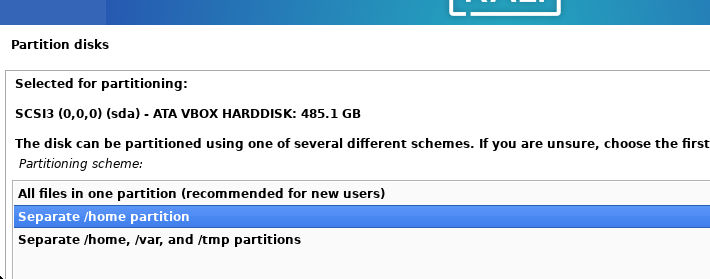 Partition disks
Selected for partitioning:
SCSI3 (0,0,0) (sda) - ATA VBOX HARDDISK: 485.1 GB
The disk can be partitioned using one of several different schemes. If you are unsure, choose the first
Partitioning scheme:
All files in one partition (recommended for new users)
Separate /home partition
Separate /home, /var, and /tmp partitions